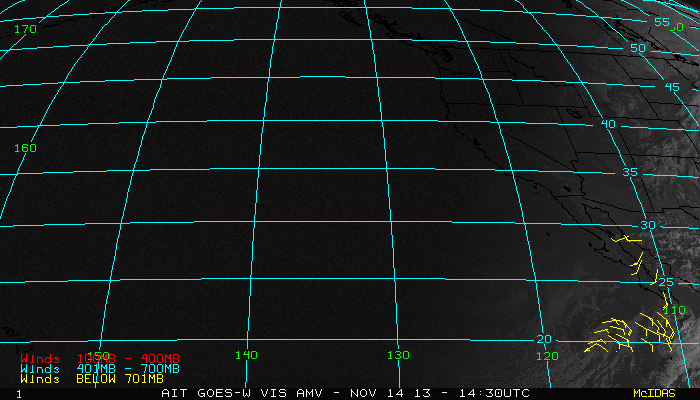 55
170
50
45
40
160
35
30
25
110
20
150 140 130 120
Winds 100MB - 400MB
Winds 401MB - 700MB
Winds BELOW 701MB
1 AIT GOES-W VIS AMV - NOV 14 13 - 14:30UTC McIDAS